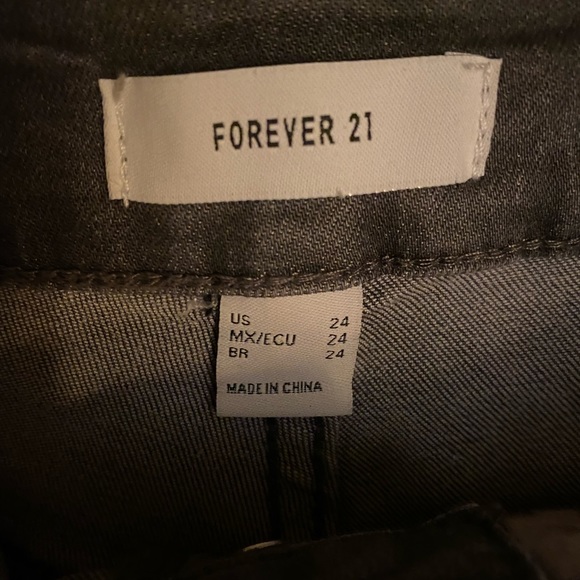 FOREVER 21
US 24
MX/ECU 24
BR 24
MADE IN CHINA